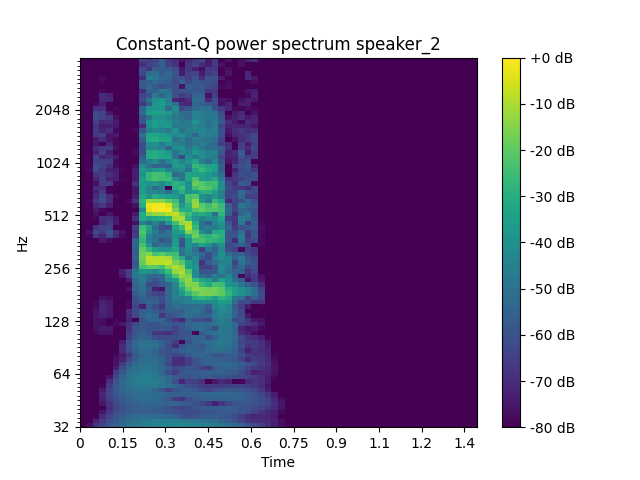 Constant-Q power spectrum speaker_2
+0 dB
-10 dB
-20 dB
-30 dB
-40 dB
-50 dB
-60 dB
-70 dB
-80 dB
2048
1024
512
256
128
64
32
Hz
0 0.15 0.3 0.45 0.6 0.75 0.9 1.1 1.2 1.4
Time